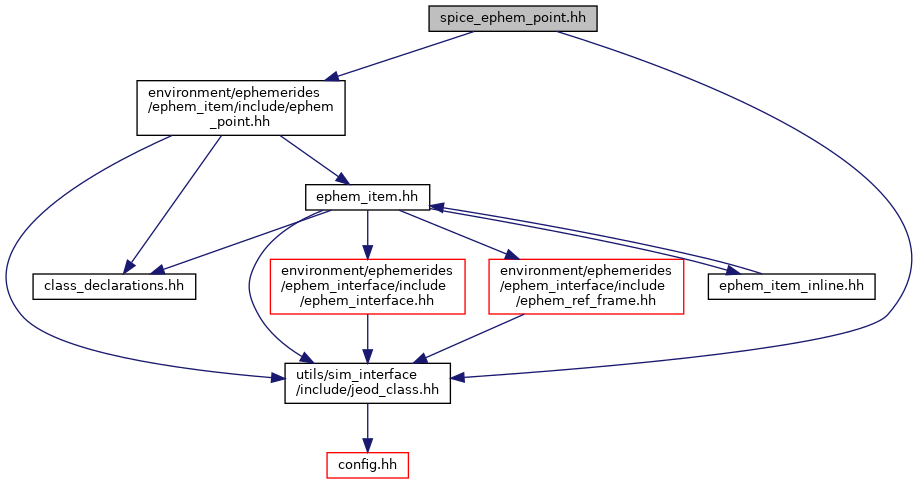 spice_ephem_point.hh
environment/ephemerides
/ephem_item/include/ephem
_point.hh
ephem_item.hh
class_declarations.hh
environment/ephemerides
/ephem_interface/include
/ephem_interface.hh
environment/ephemerides
/ephem_interface/include
/ephem_ref_frame.hh
ephem_item_inline.hh
utils/sim_interface
/include/jeod_class.hh
config.hh